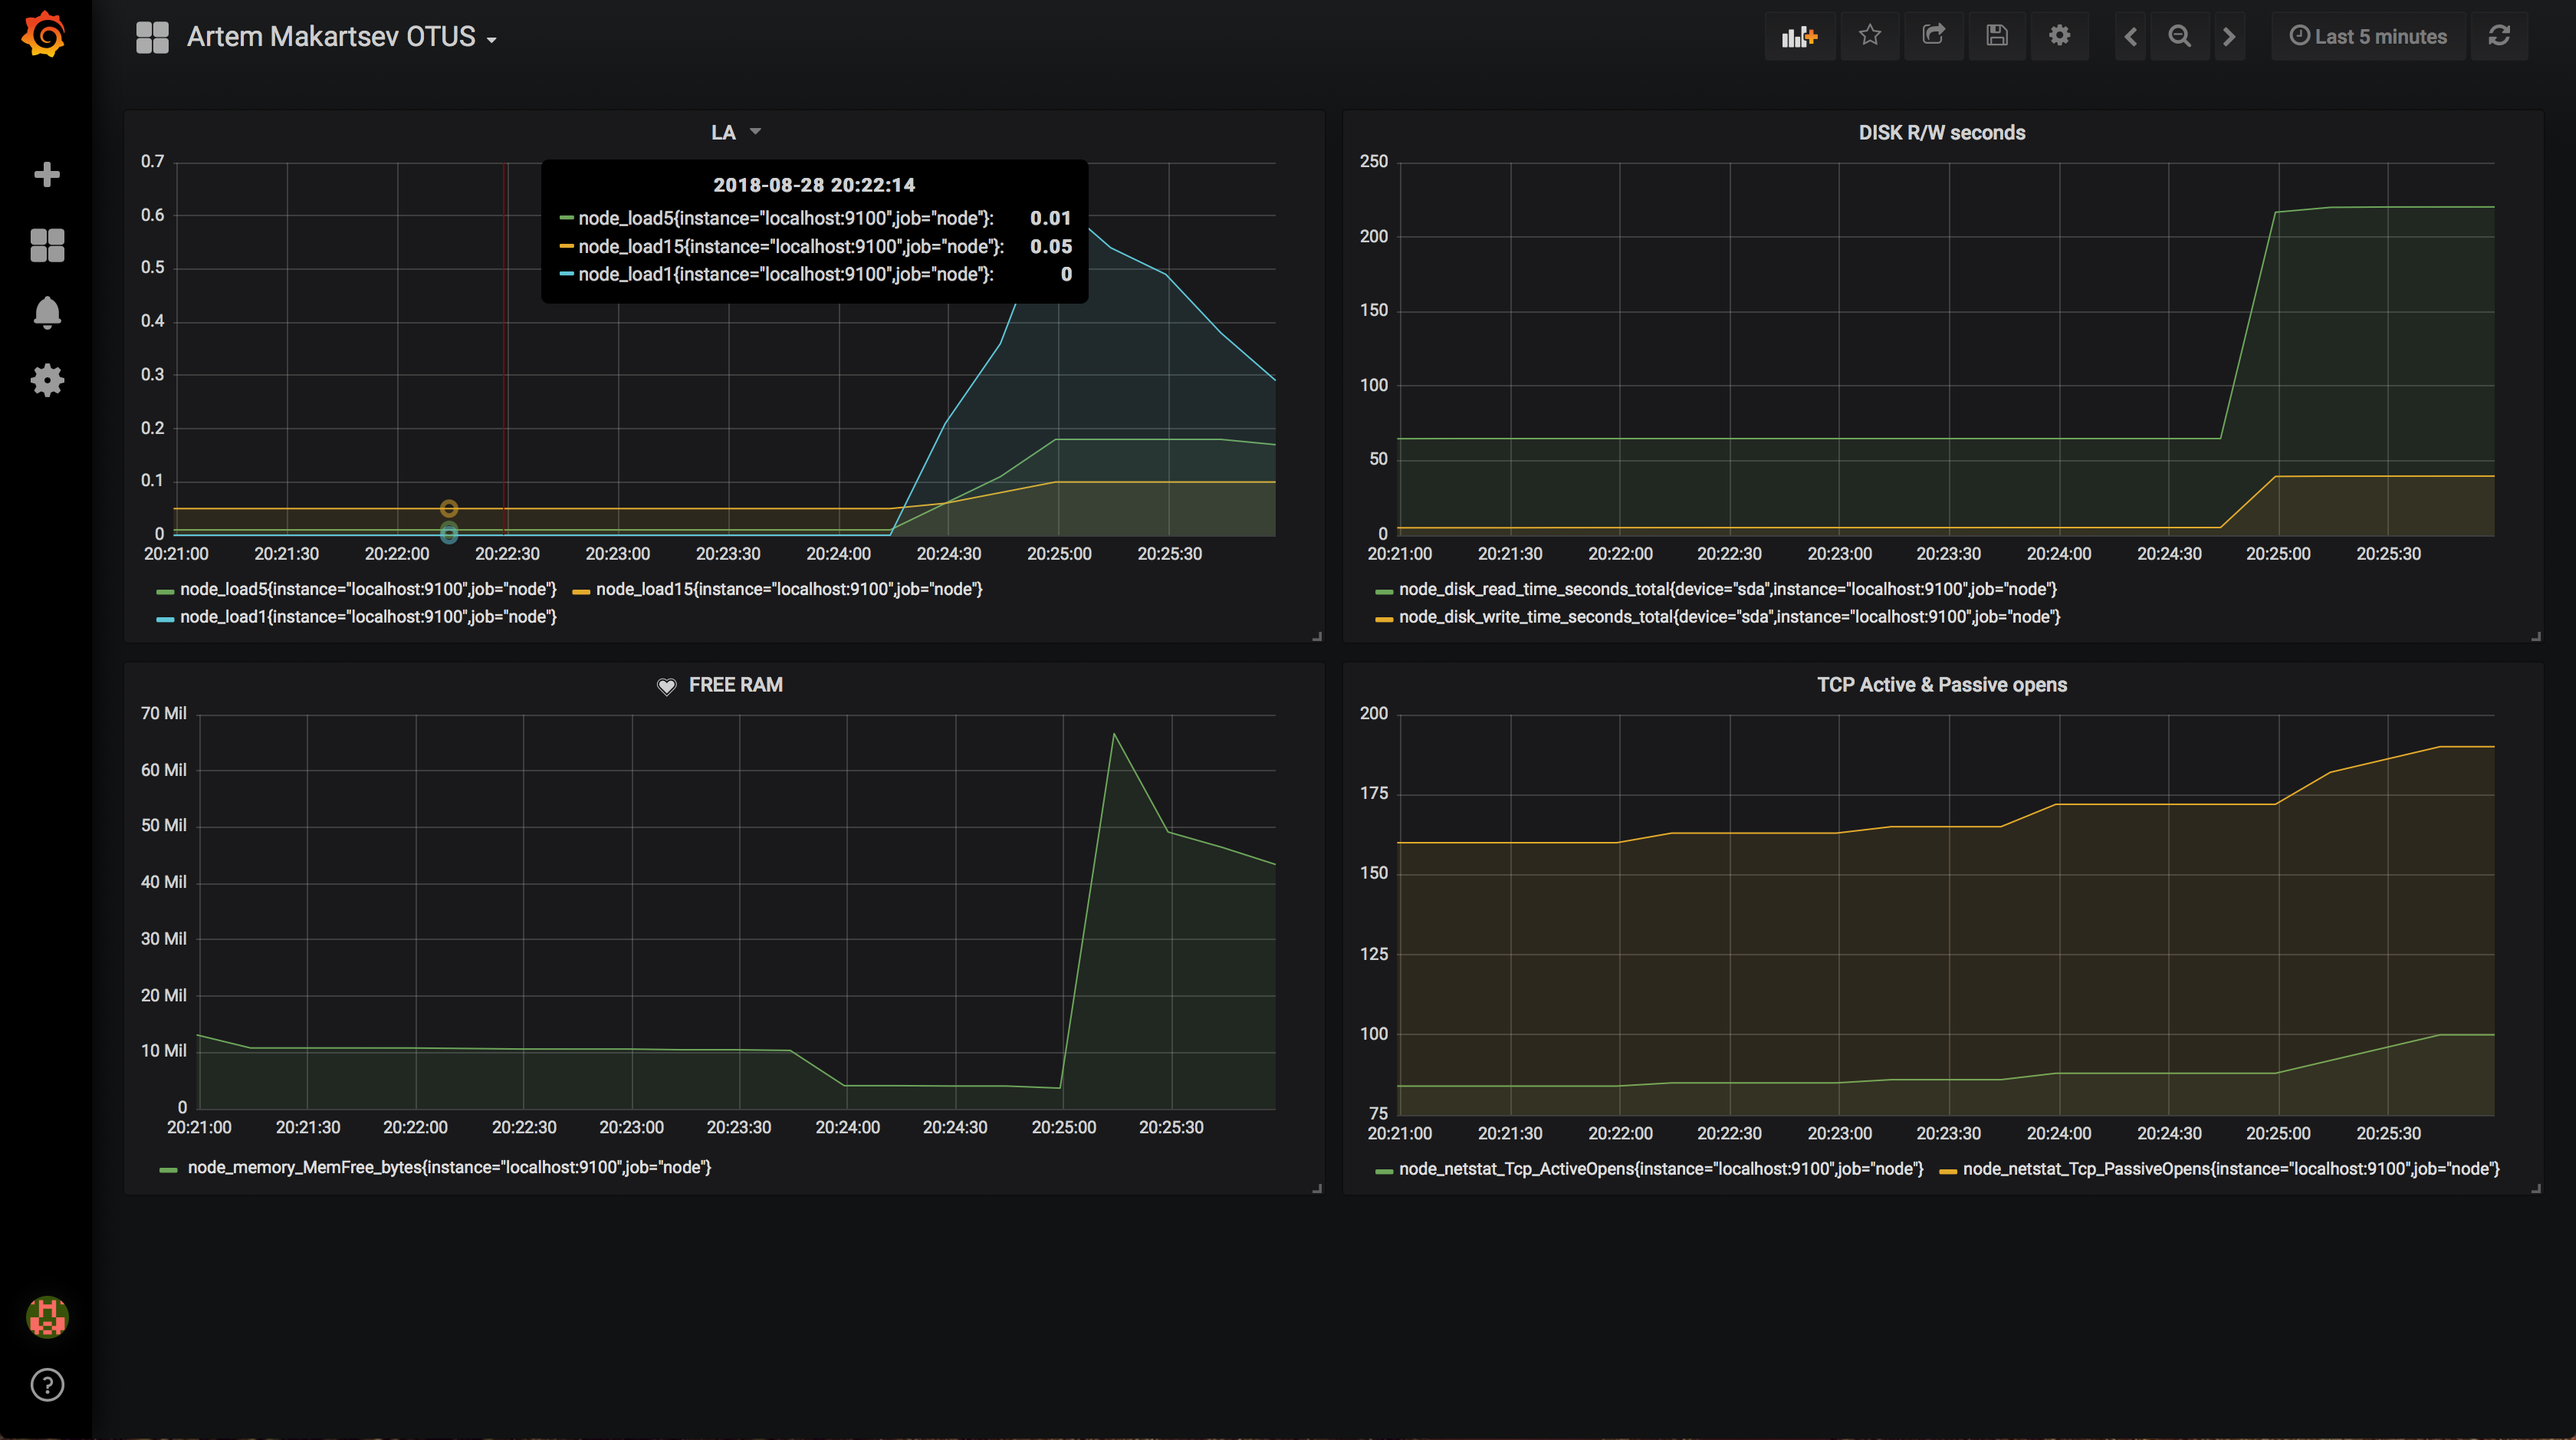 Artem Makartsev OTUS
Last 5 minutes
LA
2018-08-28 20:22:14
node_load5{instance="localhost:9100",job="node"}: 0.01
node_load15{instance="localhost:9100",job="node"}: 0.05
node_load1{instance="localhost:9100",job="node"}: 0
0.7
0.6
0.5
0.4
0.3
0.2
0.1
0
20:21:00 20:21:30 20:22:00 20:22:30 20:23:00 20:23:30 20:24:00 20:24:30 20:25:00 20:25:30
node_load5{instance="localhost:9100",job="node"} node_load15{instance="localhost:9100",job="node"}
node_load1{instance="localhost:9100",job="node"}
DISK R/W seconds
250
200
150
100
50
0
20:21:00 20:21:30 20:22:00 20:22:30 20:23:00 20:23:30 20:24:00 20:24:30 20:25:00 20:25:30
node_disk_read_time_seconds_total{device="sda",instance="localhost:9100",job="node"}
node_disk_write_time_seconds_total{device="sda",instance="localhost:9100",job="node"}
FREE RAM
70 Mil
60 Mil
50 Mil
40 Mil
30 Mil
20 Mil
10 Mil
0
20:21:00 20:21:30 20:22:00 20:22:30 20:23:00 20:23:30 20:24:00 20:24:30 20:25:00 20:25:30
node_memory_MemFree_bytes{instance="localhost:9100",job="node"}
TCP Active & Passive opens
200
175
150
125
100
75
20:21:00 20:21:30 20:22:00 20:22:30 20:23:00 20:23:30 20:24:00 20:24:30 20:25:00 20:25:30
node_netstat_Tcp_ActiveOpens{instance="localhost:9100",job="node"} node_netstat_Tcp_PassiveOpens{instance="localhost:9100",job="node"}